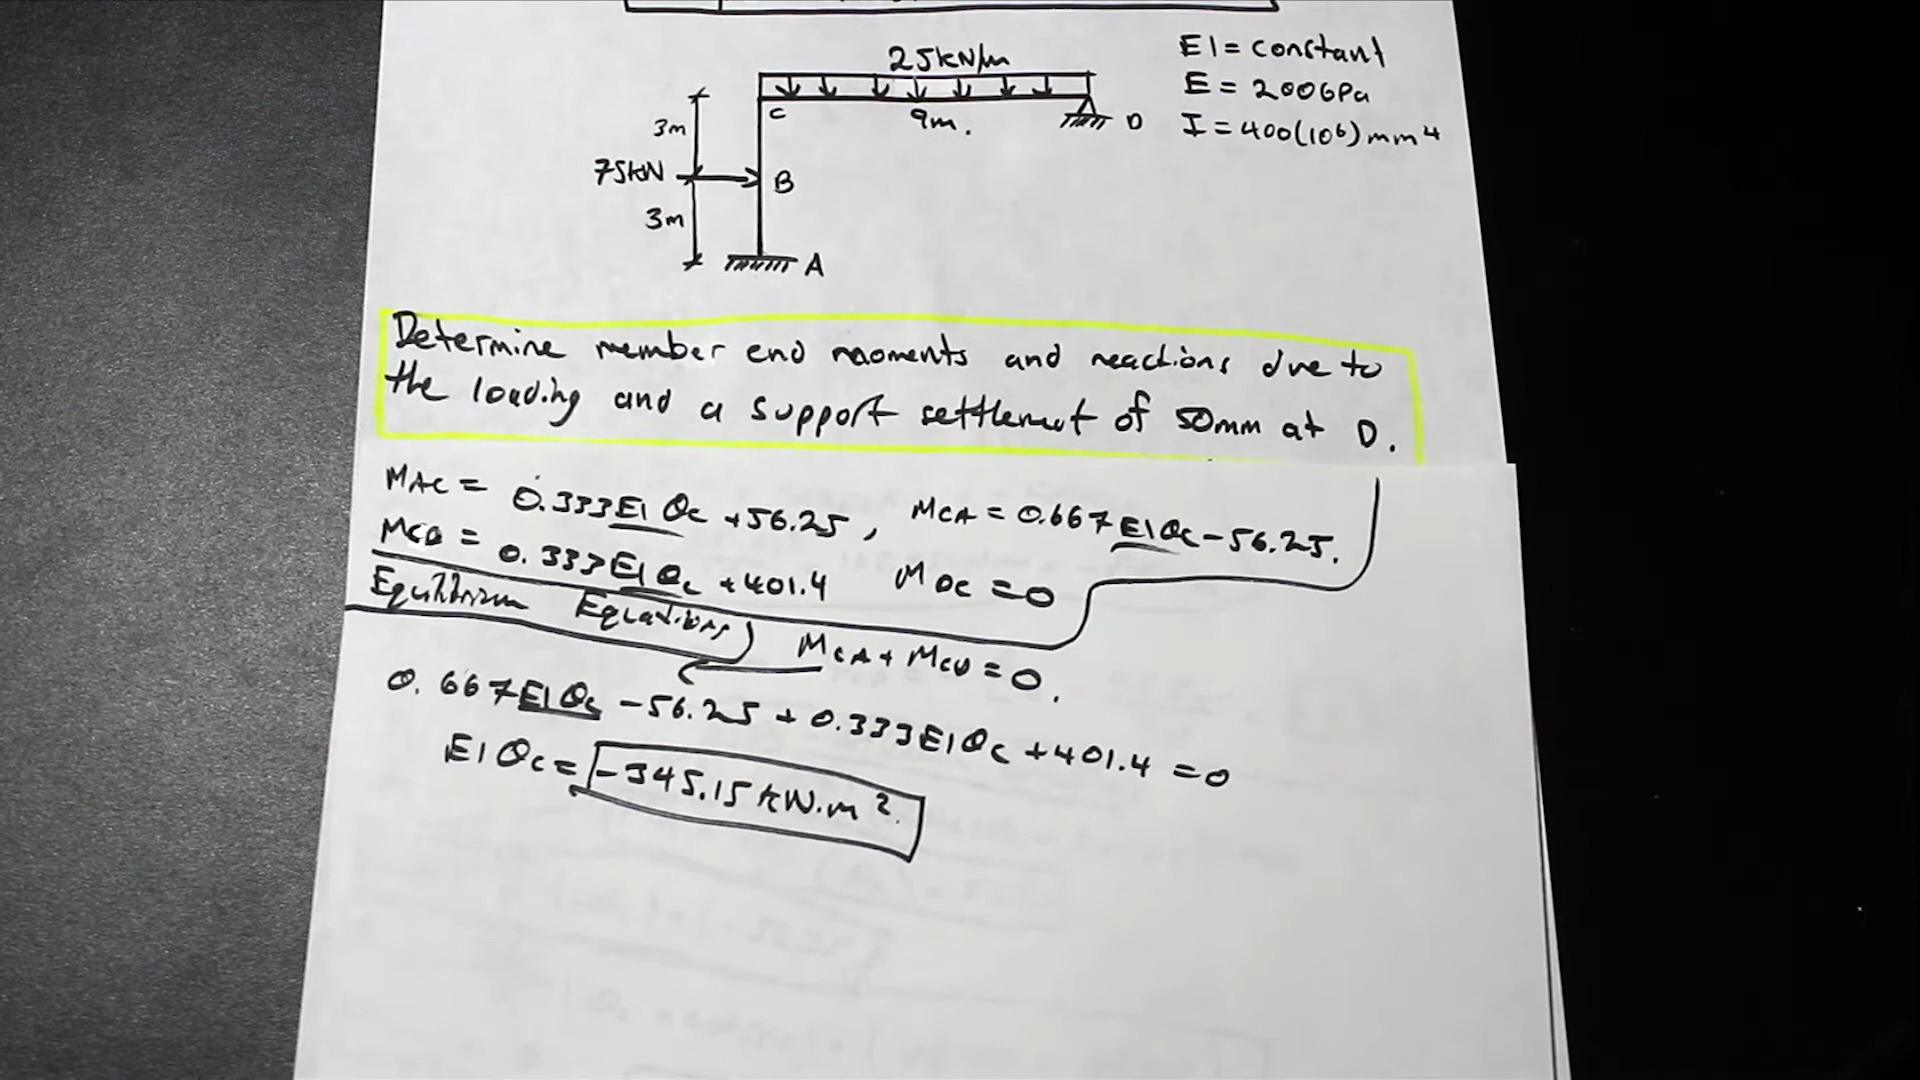 25kN/m
EI = constant
E = 200GPa
I = 400(10⁶)mm⁴
3m
C
9m.
D
75kN
B
3m
A
Determine member end moments and reactions due to
the loading and a support settlement of 50mm at D.
MAC = 0.333EIθc +56.25, MCA = 0.667EIθc-56.25.
MCD = 0.333EIθc +401.4 MDC = 0
Equilibrium Equations MCA + MCD = 0.
0.667EIθc - 56.25 + 0.333EIθc +401.4 = 0
EIθc = -345.15 kN.m².